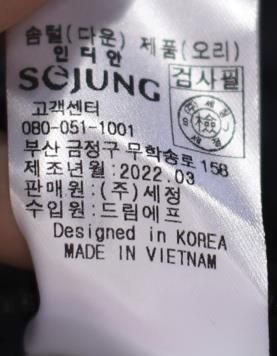 솜털(다운) 제품(오리)
인디안
SEJUNG 검사필
세정 檢 S J
고객센터
080-051-1001
부산 금정구 무학송로 158
제조년월:2022.03
판매원:(주)세정
수입원:드림에프
Designed in KOREA
MADE IN VIETNAM